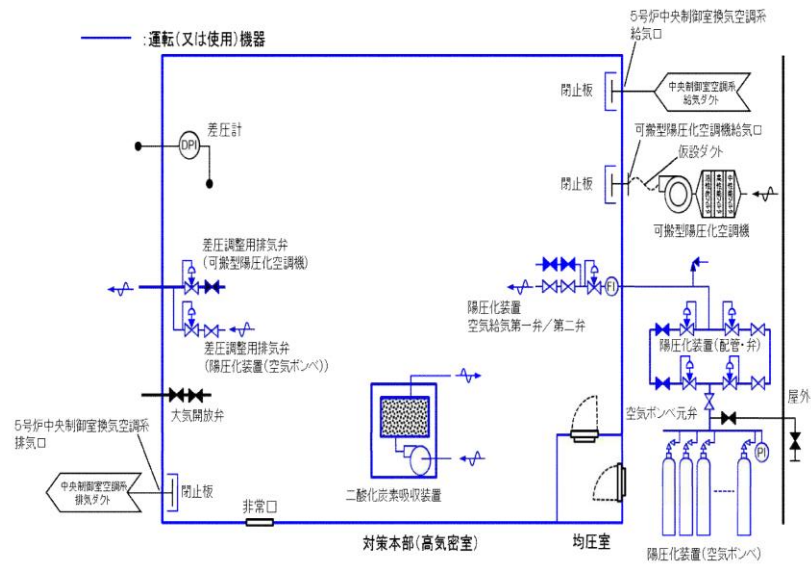 ：運転(又は使用)機器
5号炉中央制御室換気空調系
給気口
閉止板
中央制御室空調系
給気ダクト
差圧計
DPI
可搬型陽圧化空調機給気口
仮設ダクト
閉止板
可搬型陽圧化空調機
差圧調整用排気弁
(可搬型陽圧化空調機)
FI
陽圧化装置
空気給気第一弁／第二弁
陽圧化装置(配管・弁)
差圧調整用排気弁
(陽圧化装置(空気ボンベ))
大気開放弁
空気ボンベ元弁
屋外
5号炉中央制御室換気空調系
排気口
PI
中央制御室空調系
排気ダクト
閉止板
二酸化炭素吸収装置
非常口
対策本部(高気密室)
均圧室
陽圧化装置(空気ボンベ)